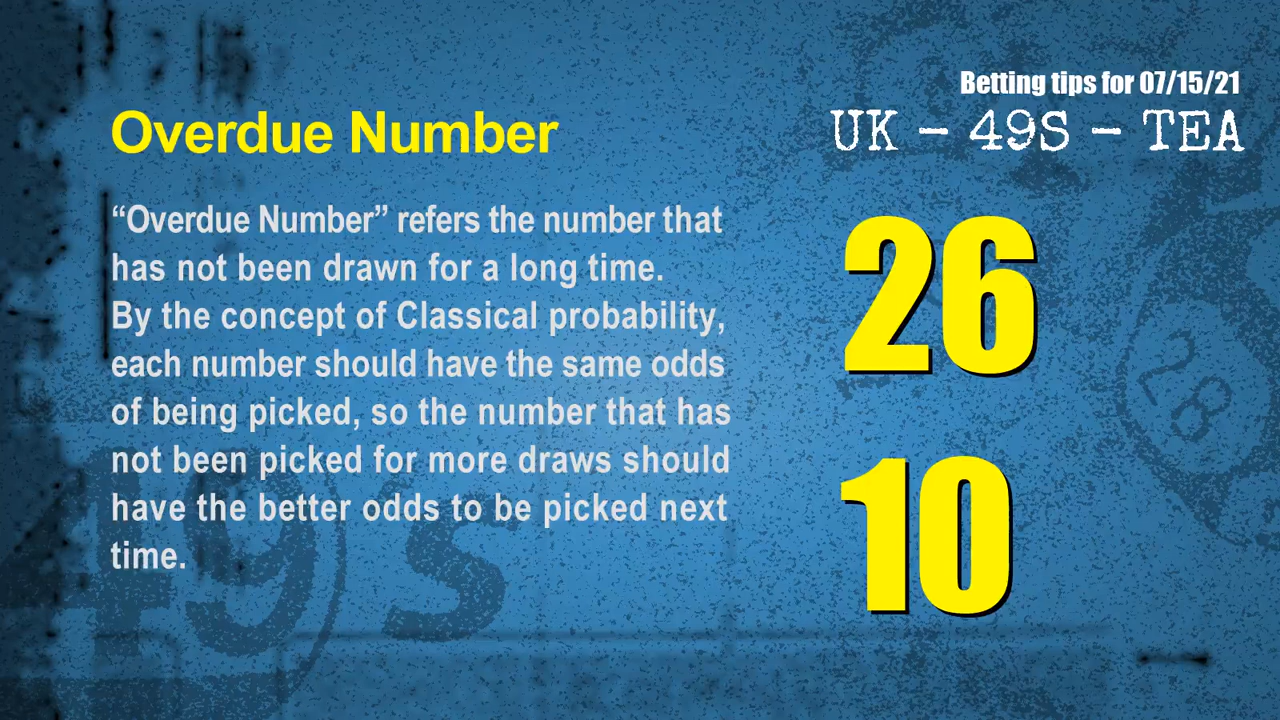 Betting tips for 07/15/21
UK - 49S - TEA
Overdue Number
“Overdue Number” refers the number that
has not been drawn for a long time.
By the concept of Classical probability,
each number should have the same odds
of being picked, so the number that has
not been picked for more draws should
have the better odds to be picked next
time.
26
10
28
49's